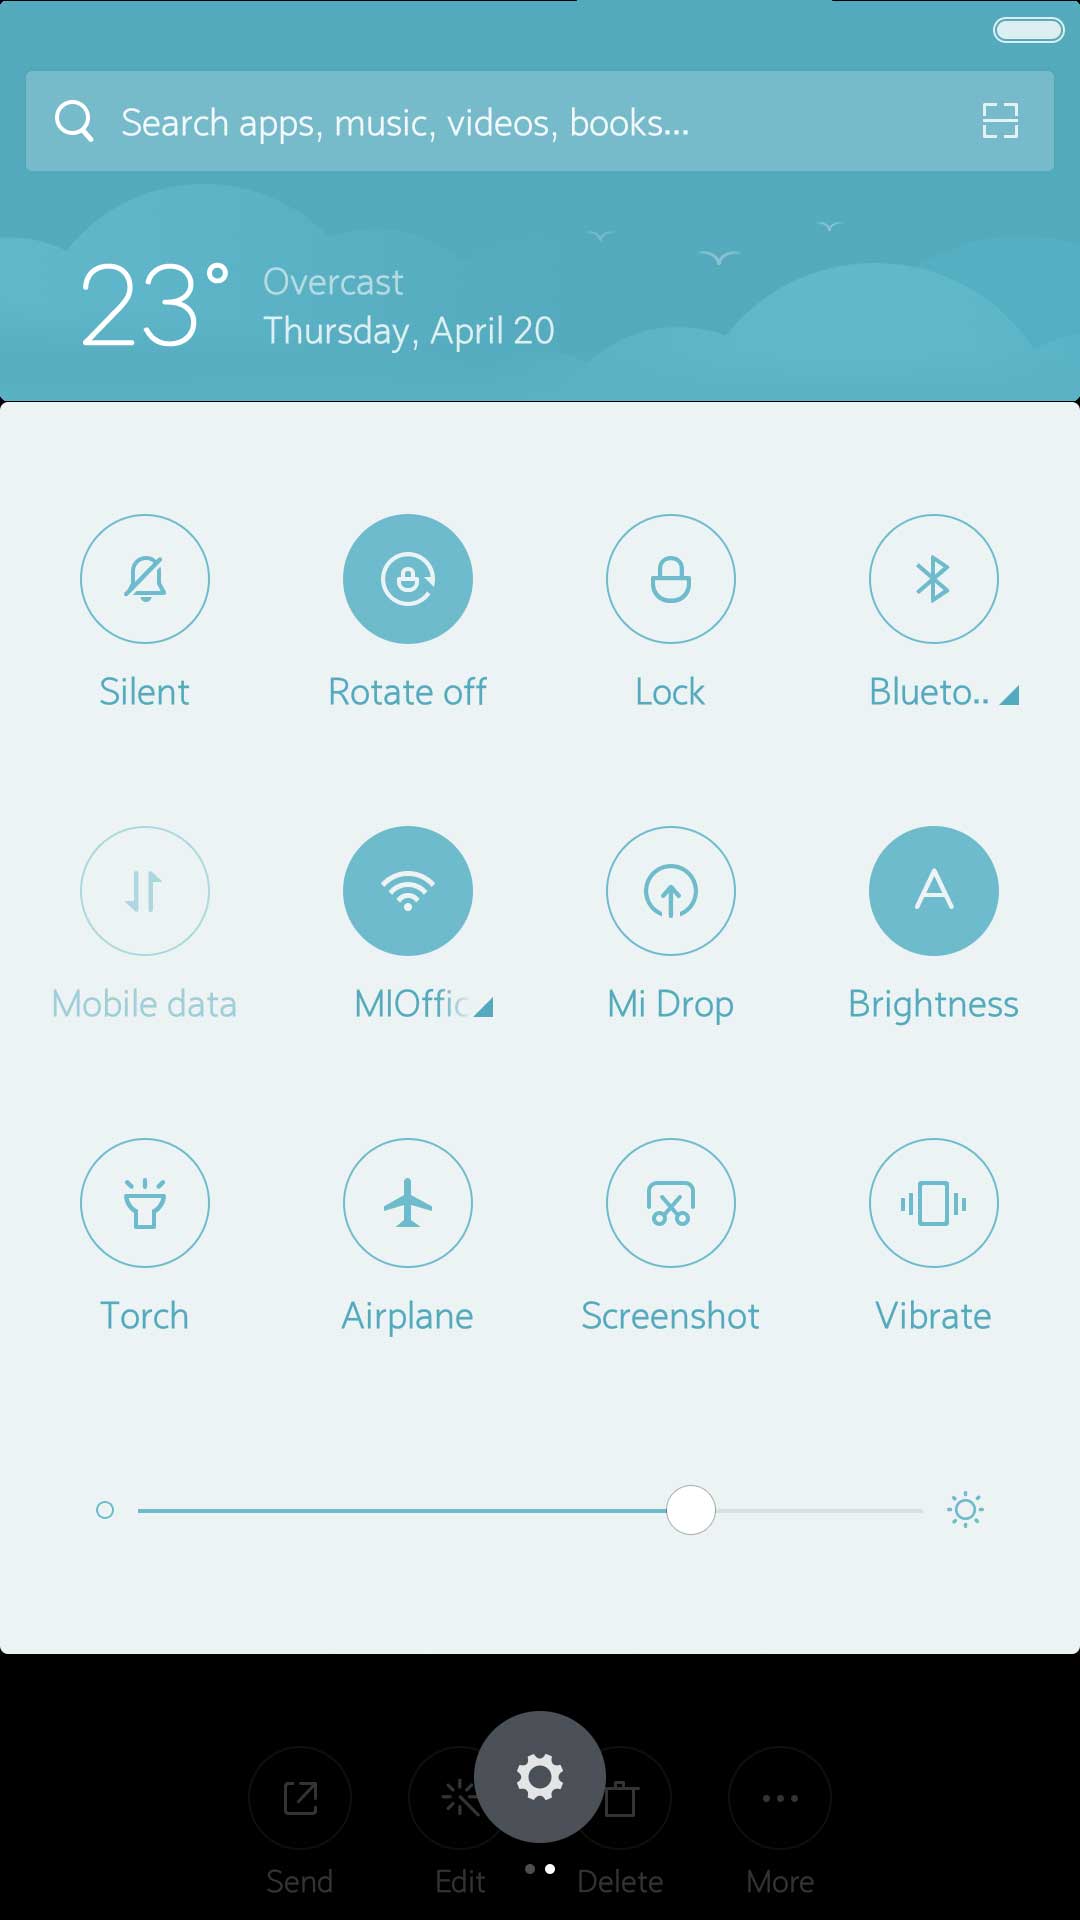 Search apps, music, videos, books...
23°
Overcast
Thursday, April 20
Silent
Rotate off
Lock
Blueto..
Mobile data
MIOffic
Mi Drop
Brightness
Torch
Airplane
Screenshot
Vibrate
Send
Edit
Delete
More